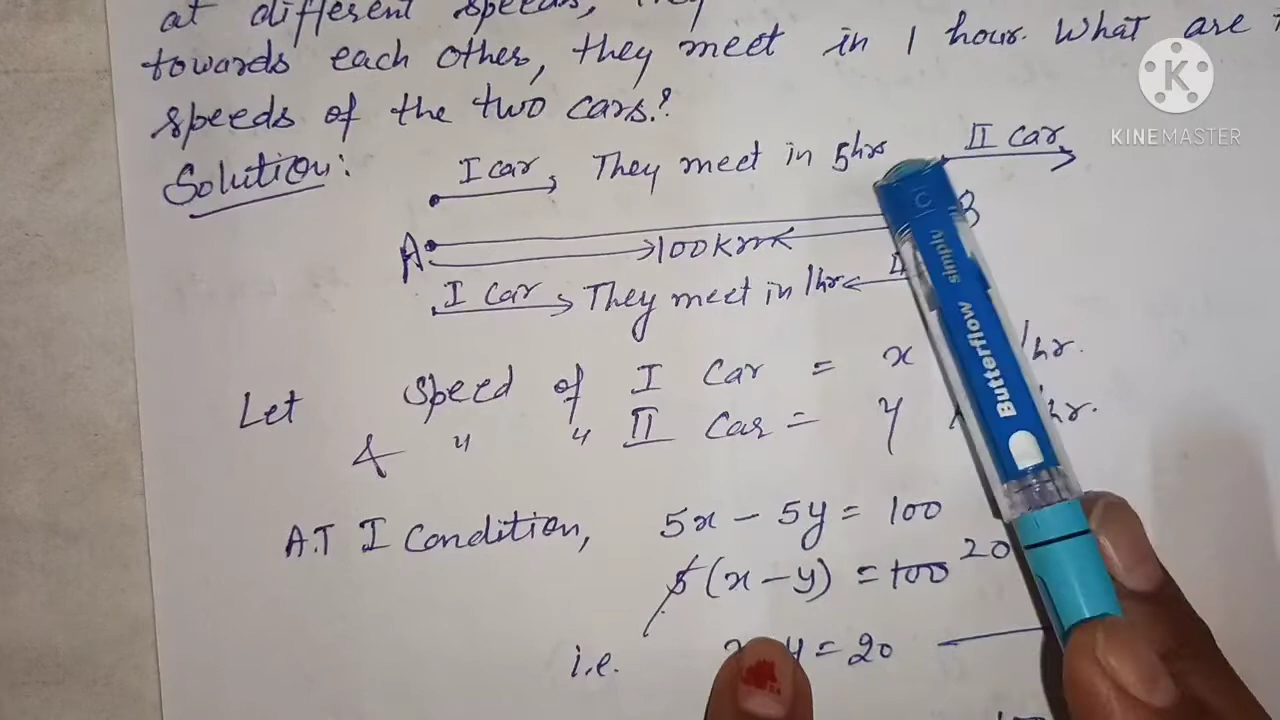 at different speeds, they
towards each other, they meet in 1 hour. What are
speeds of the two cars?
Solution:
I car They meet in 5hrs II car
A 100km B
I car They meet in 1hr
Let speed of I Car = x /hr.
& " " II Car = y hr.
A.T I Condition, 5x - 5y = 100
5(x-y) = 100 20
i.e. y = 20
K
KINEMASTER
Butterflow
simply